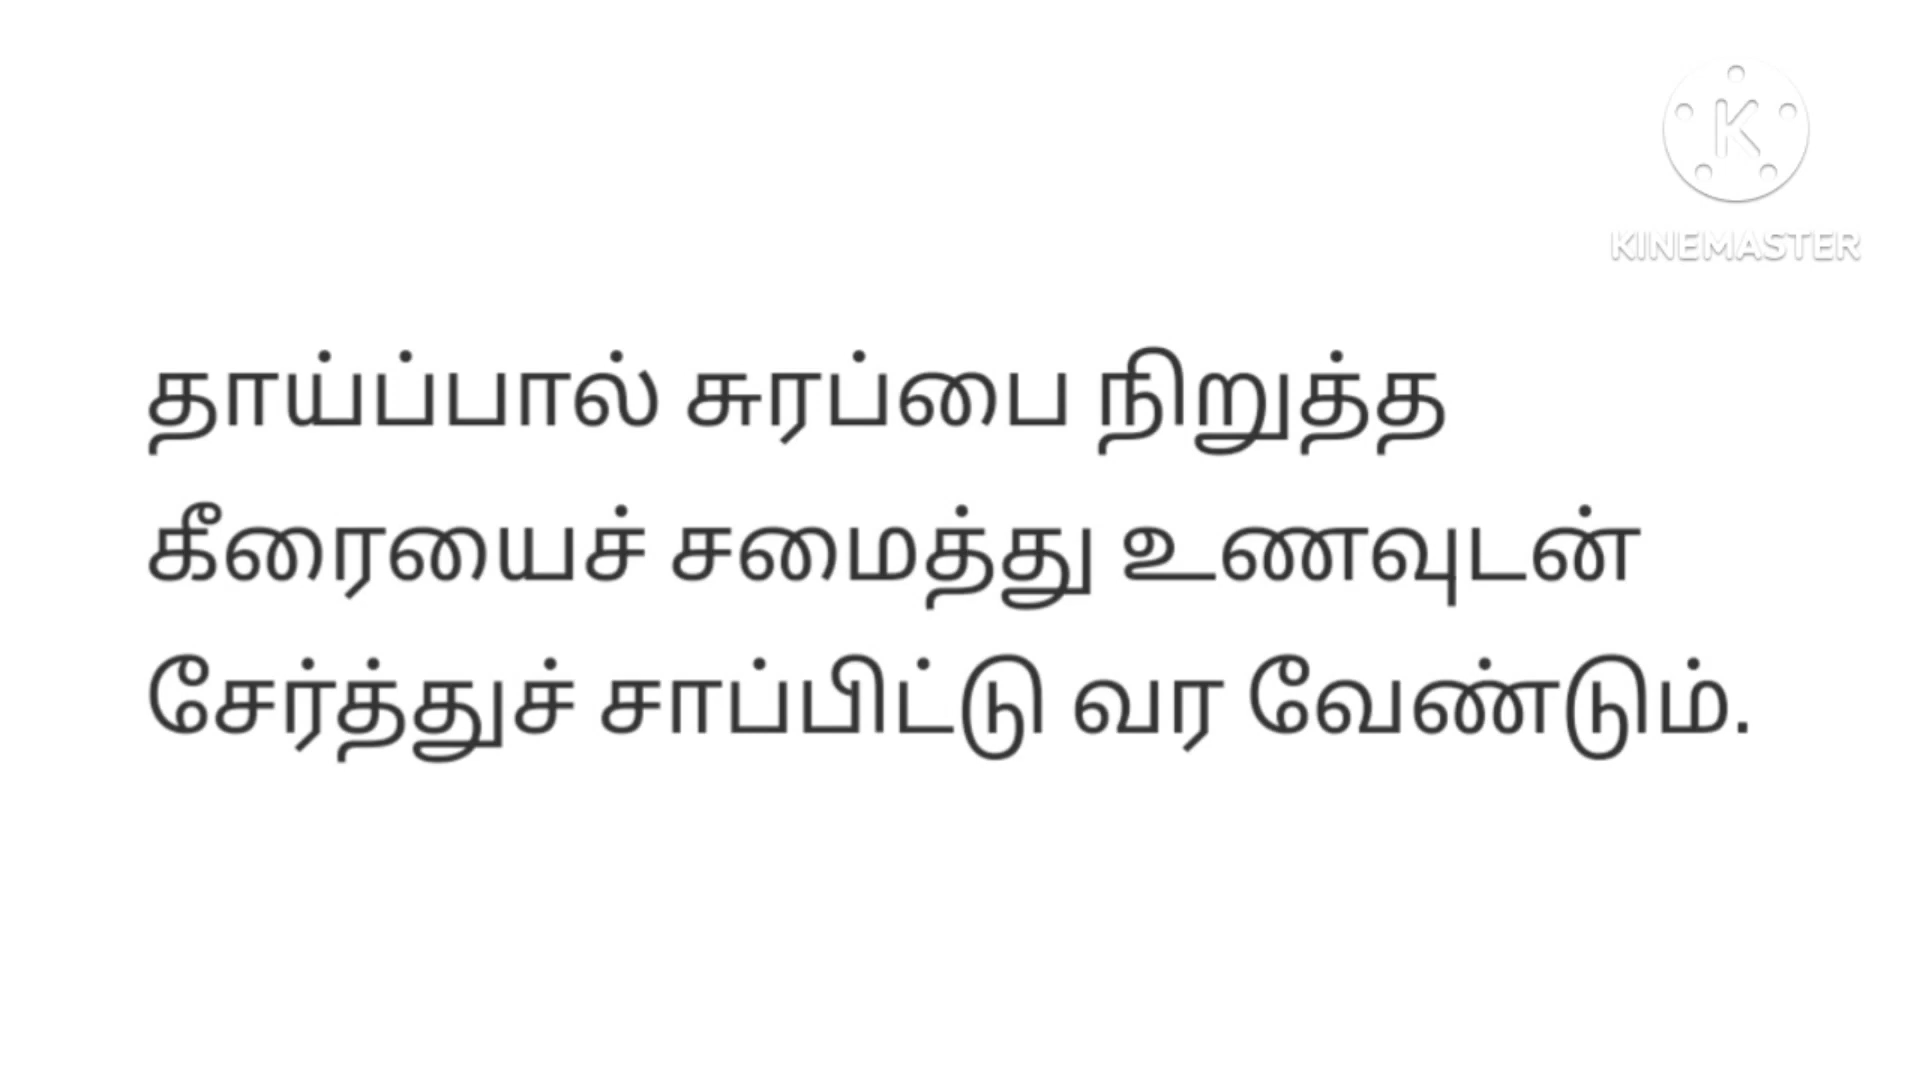 KINEMASTER
தாய்ப்பால் சுரப்பை நிறுத்த
கீரையைச் சமைத்து உணவுடன்
சேர்த்துச் சாப்பிட்டு வர வேண்டும்.